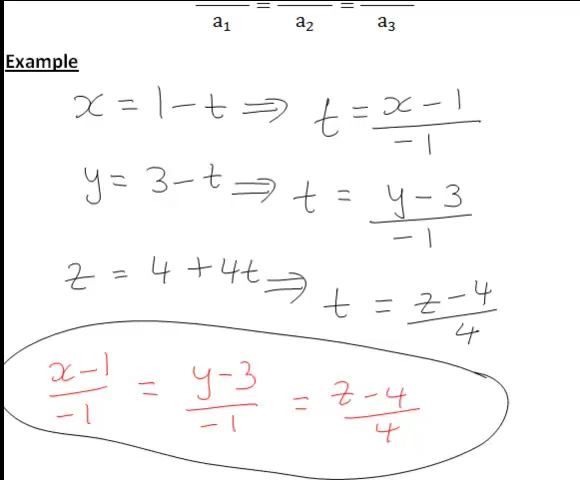 — = — = —
a₁ a₂ a₃
Example
x = 1 - t ⇒ t = (x - 1)/-1
y = 3 - t ⇒ t = (y - 3)/-1
z = 4 + 4t ⇒ t = (z - 4)/4
(x - 1)/-1 = (y - 3)/-1 = (z - 4)/4